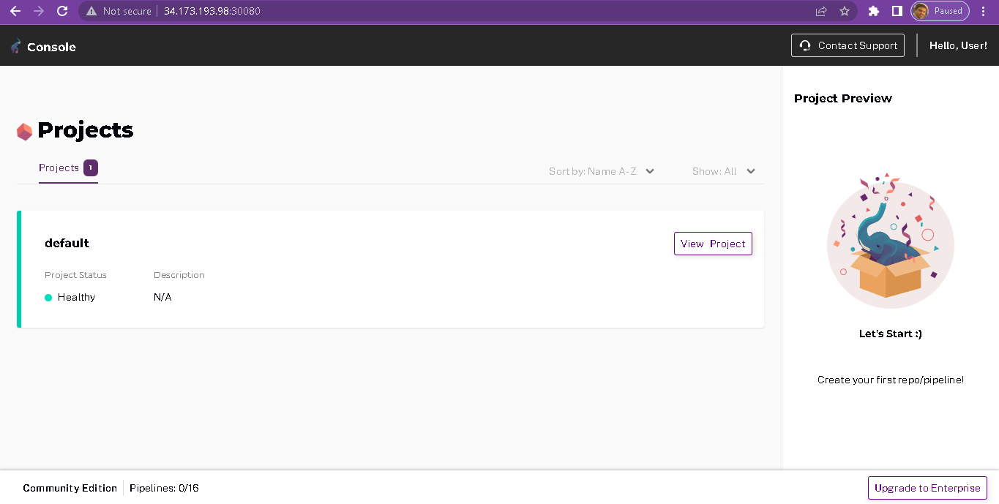 Not secure 34.173.193.98:30080 Paused
Console Contact Support Hello, User!
Project Preview
Projects
Projects 1 Sort by: Name A-Z Show: All
default View Project
Project Status Description
Healthy N/A
Let's Start :)
Create your first repo/pipeline!
Community Edition Pipelines: 0/16 Upgrade to Enterprise